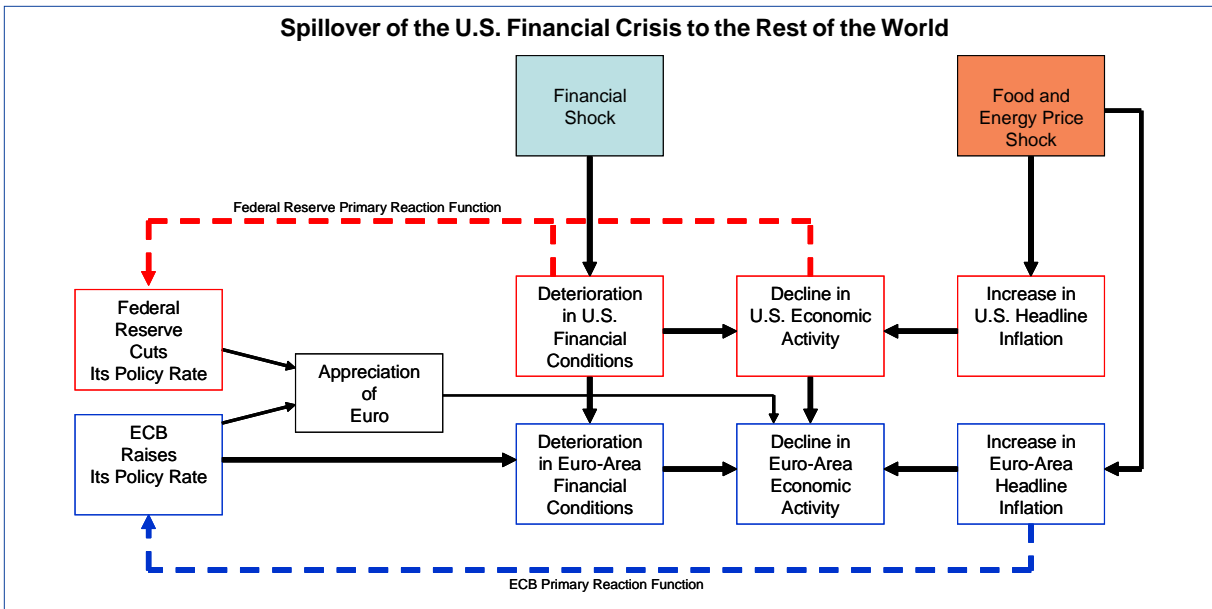 Spillover of the U.S. Financial Crisis to the Rest of the World
Financial
Shock
Food and
Energy Price
Shock
Federal Reserve Primary Reaction Function
Federal
Reserve
Cuts
Its Policy Rate
Deterioration
in U.S.
Financial
Conditions
Decline in
U.S. Economic
Activity
Increase in
U.S. Headline
Inflation
Appreciation
of
Euro
ECB
Raises
Its Policy Rate
Deterioration
in Euro-Area
Financial
Conditions
Decline in
Euro-Area
Economic
Activity
Increase in
Euro-Area
Headline
Inflation
ECB Primary Reaction Function